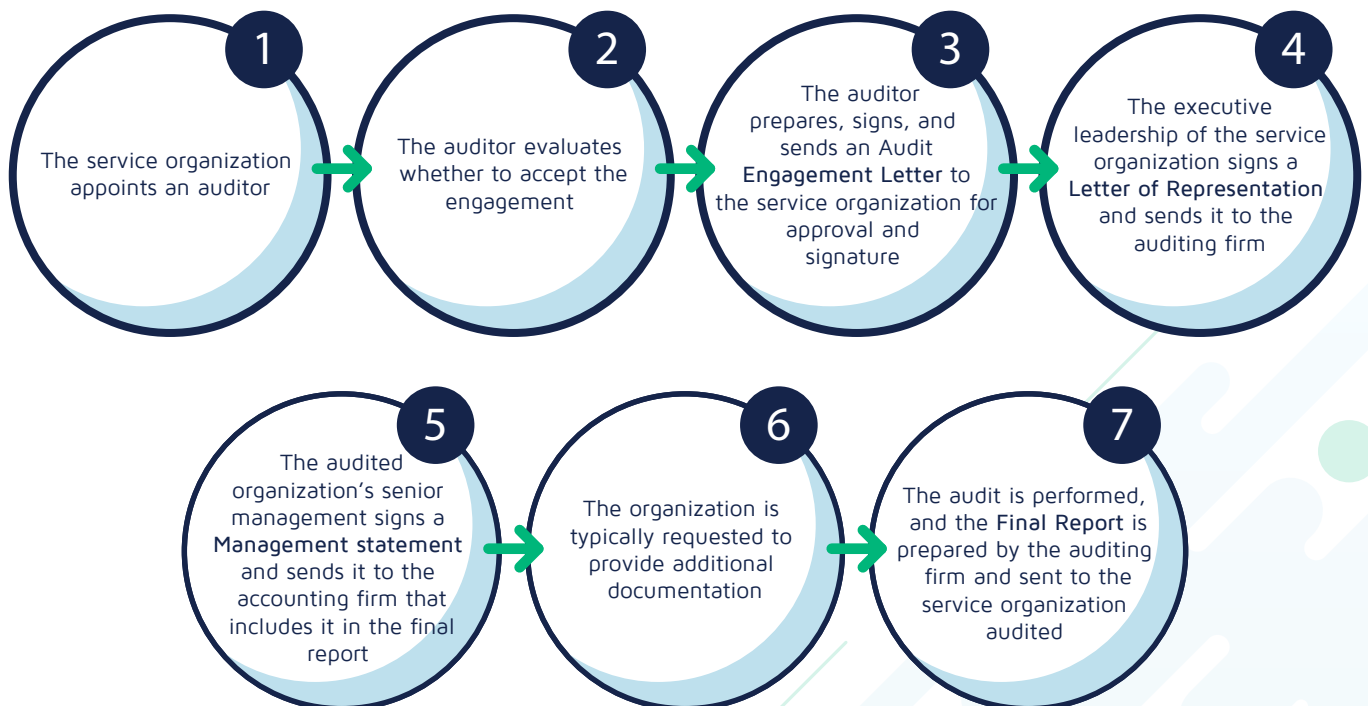 1
The service organization
appoints an auditor
2
The auditor evaluates
whether to accept the
engagement
3
The auditor
prepares, signs, and
sends an Audit
Engagement Letter to
the service organization for
approval and
signature
4
The executive
leadership of the service
organization signs a
Letter of Representation
and sends it to the
auditing firm
5
The audited
organization’s senior
management signs a
Management statement
and sends it to the
accounting firm that
includes it in the final
report
6
The organization is
typically requested to
provide additional
documentation
7
The audit is performed,
and the Final Report is
prepared by the auditing
firm and sent to the
service organization
audited